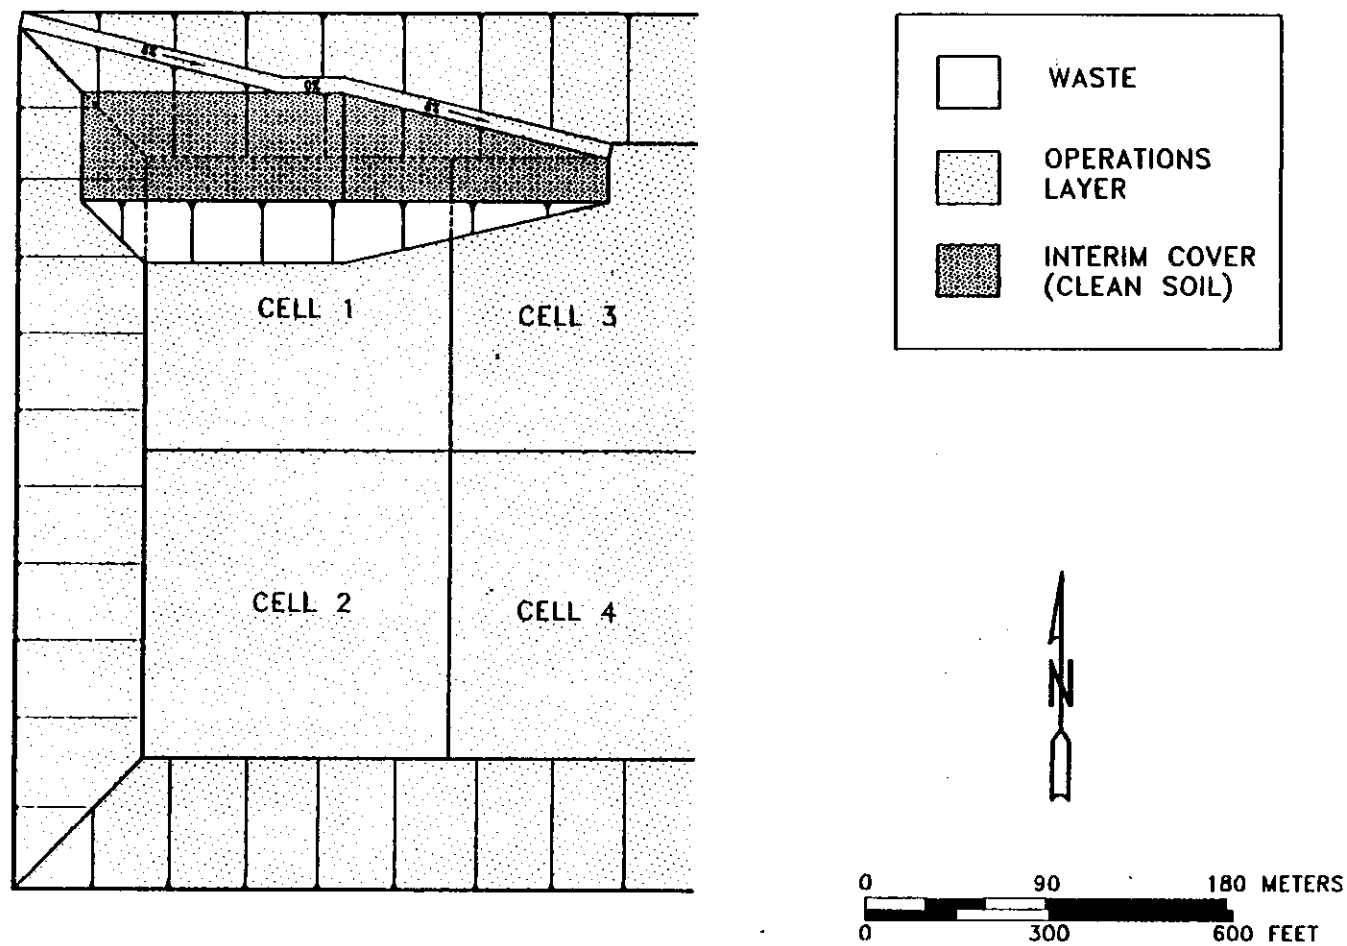 WASTE
OPERATIONS
LAYER
INTERIM COVER
(CLEAN SOIL)
0%
CELL 1
CELL 3
CELL 2
CELL 4
N
0 90 180 METERS
0 300 600 FEET